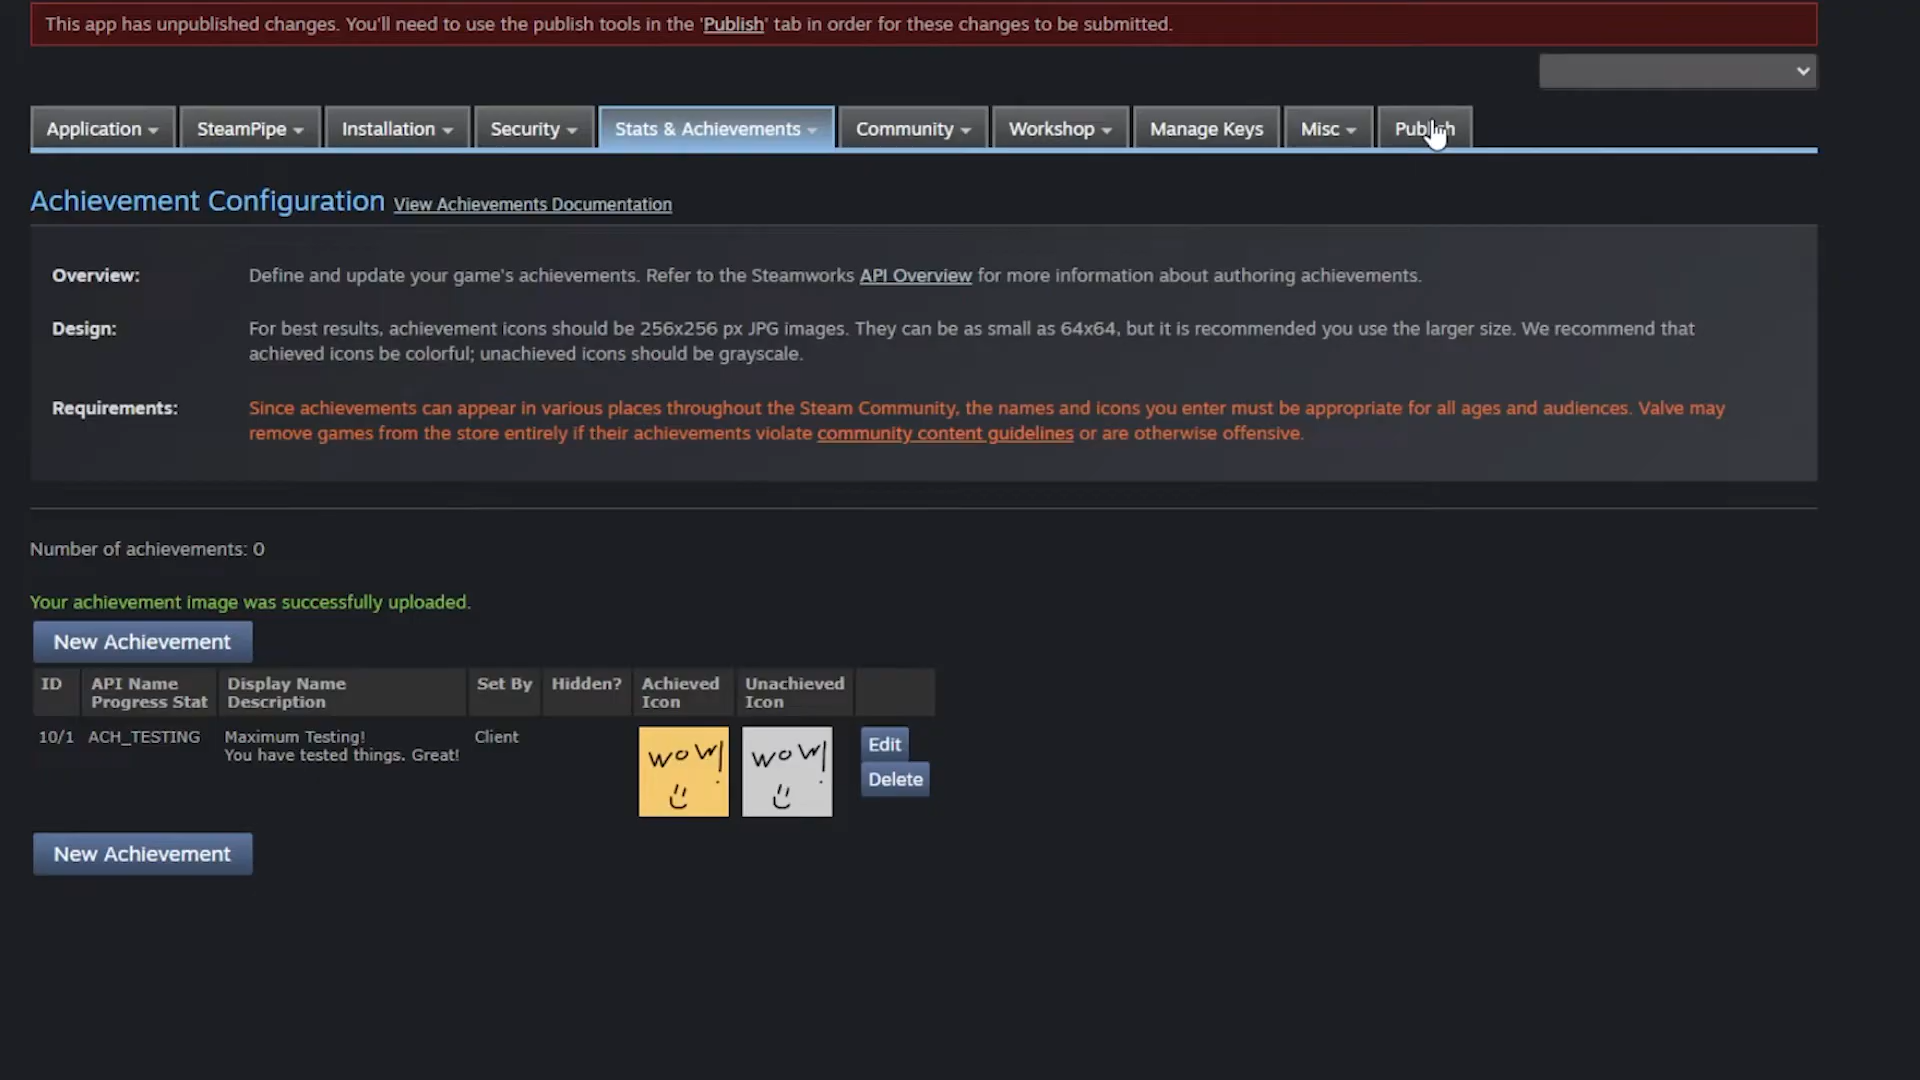 This app has unpublished changes. You'll need to use the publish tools in the 'Publish' tab in order for these changes to be submitted.
Application SteamPipe Installation Security Stats & Achievements Community Workshop Manage Keys Misc Publish
Achievement Configuration View Achievements Documentation
Overview: Define and update your game's achievements. Refer to the Steamworks API Overview for more information about authoring achievements.
Design: For best results, achievement icons should be 256x256 px JPG images. They can be as small as 64x64, but it is recommended you use the larger size. We recommend that
achieved icons be colorful; unachieved icons should be grayscale.
Requirements: Since achievements can appear in various places throughout the Steam Community, the names and icons you enter must be appropriate for all ages and audiences. Valve may
remove games from the store entirely if their achievements violate community content guidelines or are otherwise offensive.
Number of achievements: 0
Your achievement image was successfully uploaded.
New Achievement
ID API Name Display Name Set By Hidden? Achieved Unachieved
Progress Stat Description Icon Icon
10/1 ACH_TESTING Maximum Testing! Client wow! wow! Edit
You have tested things. Great! Delete
New Achievement